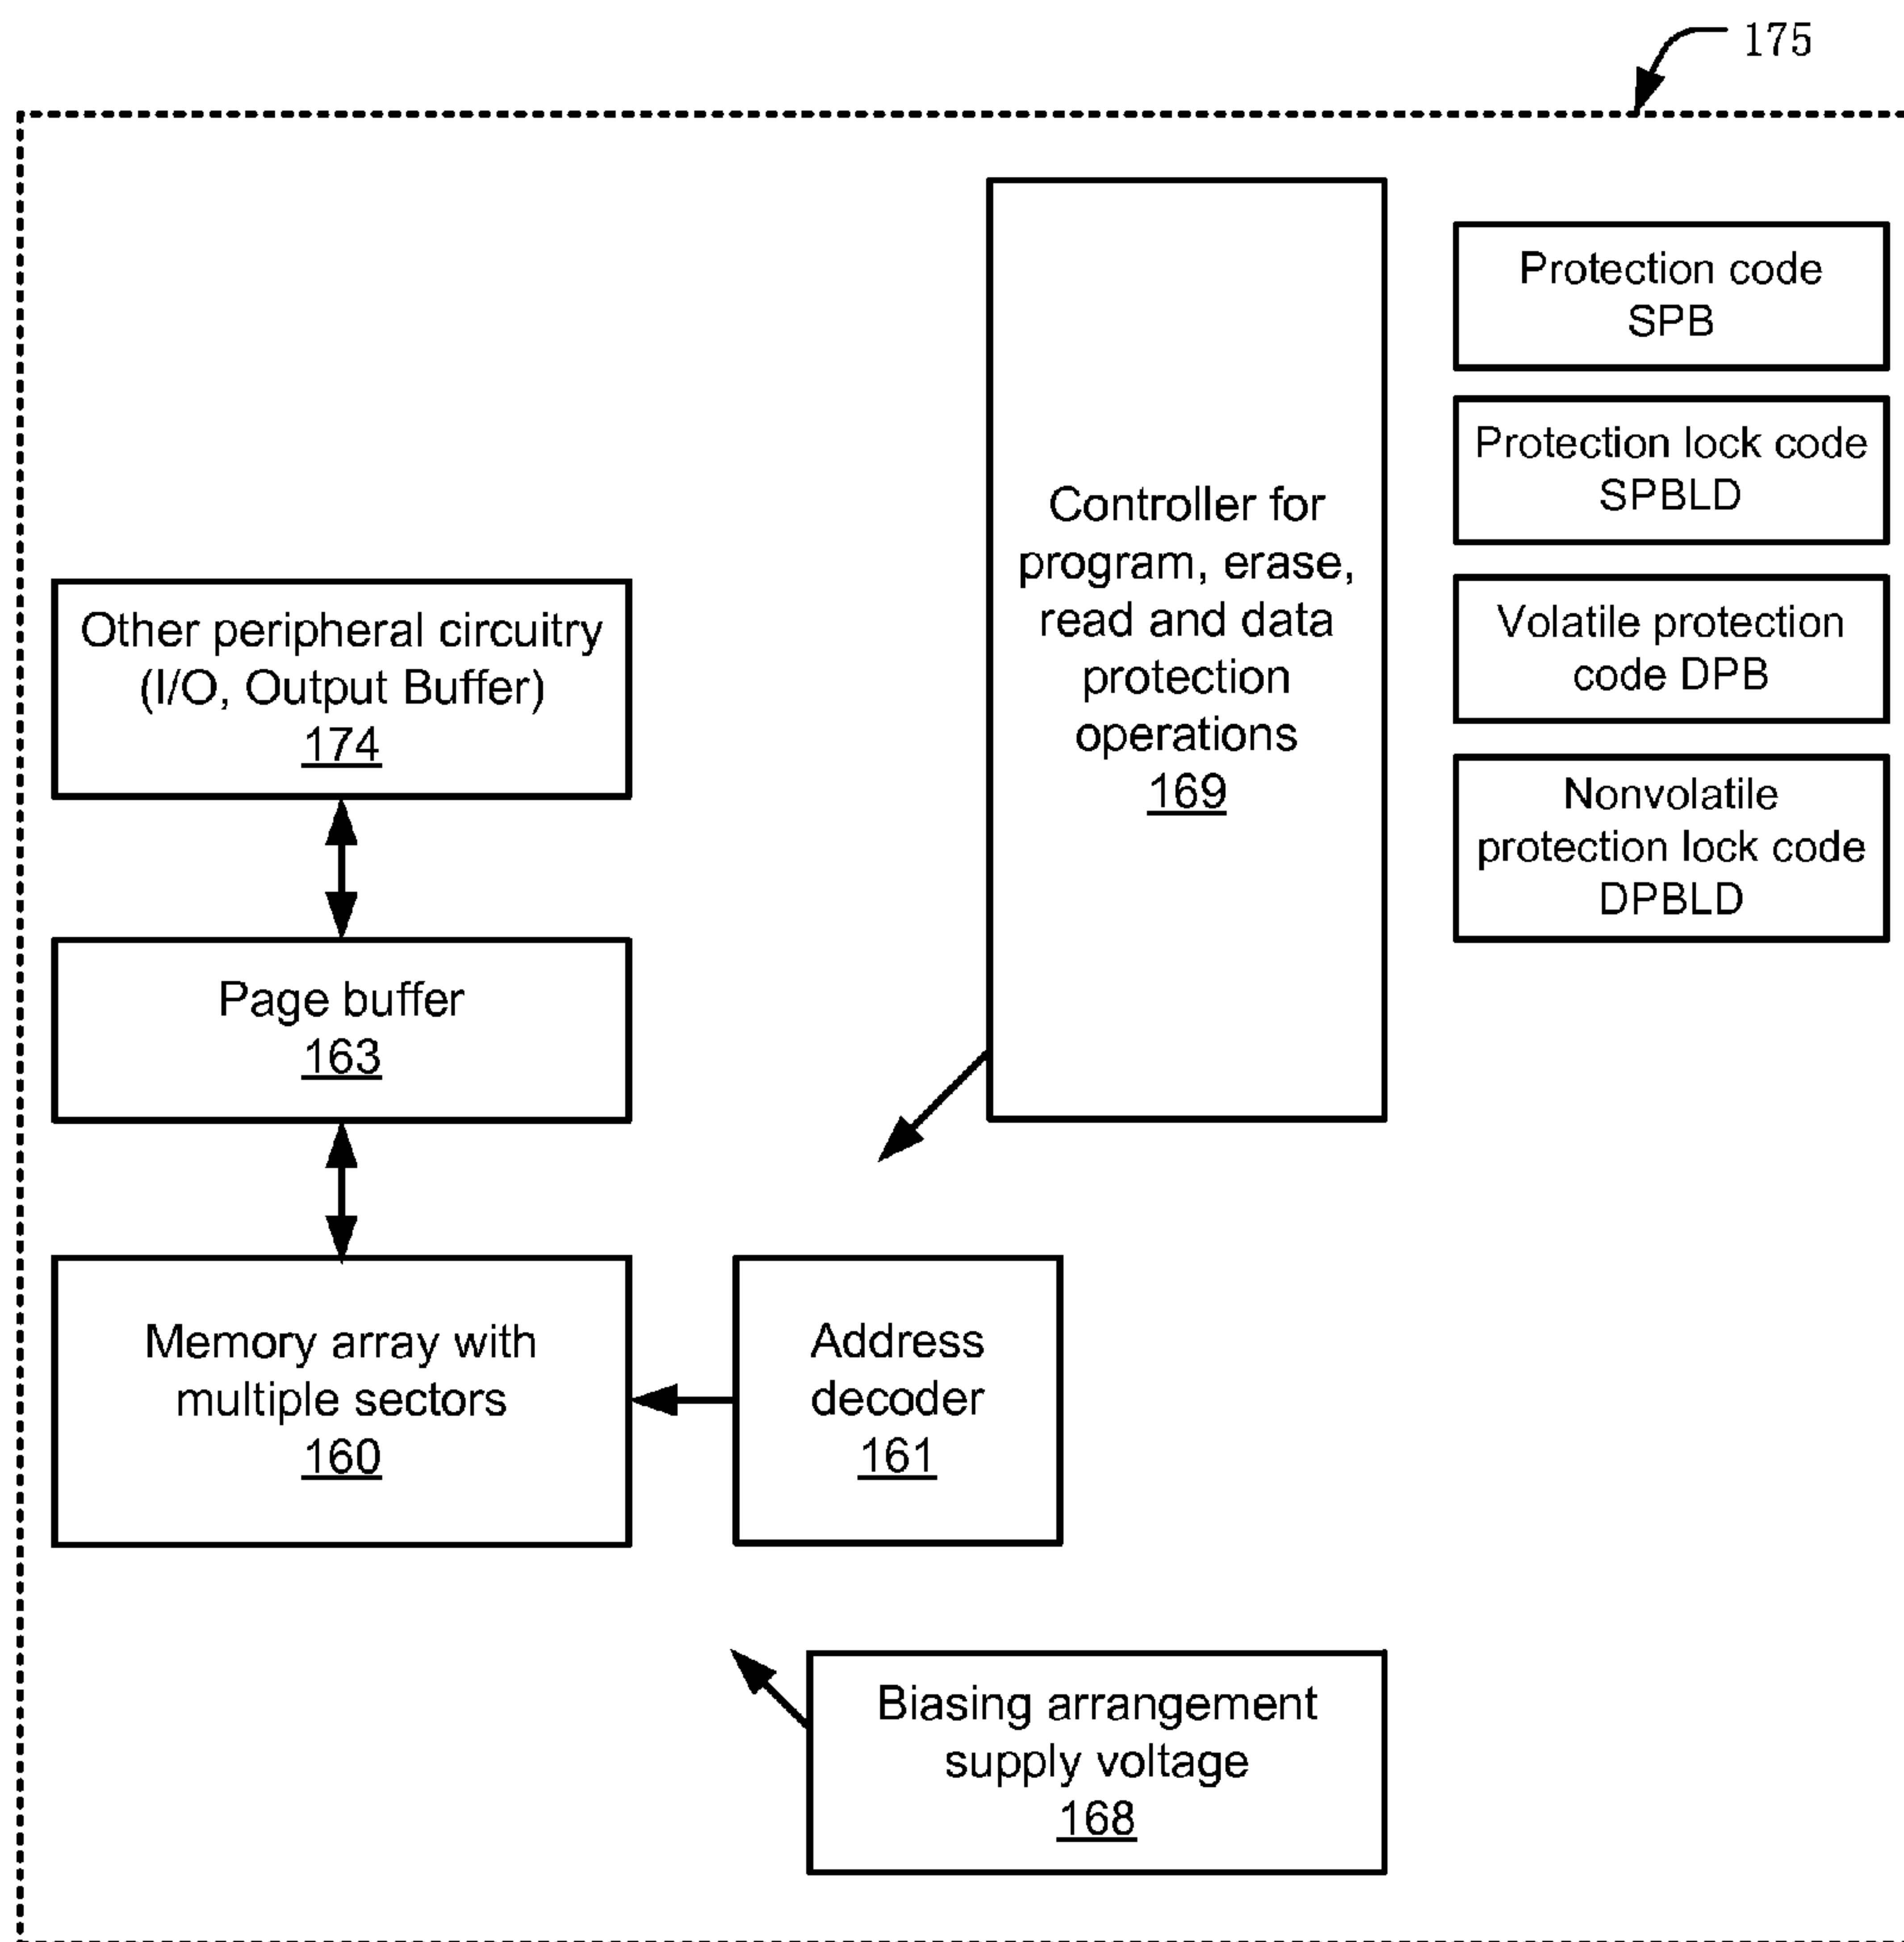 175
Protection code
SPB
Protection lock code
SPBLD
Volatile protection
code DPB
Nonvolatile
protection lock code
DPBLD
Controller for
program, erase,
read and data
protection
operations
169
Other peripheral circuitry
(I/O, Output Buffer)
174
Page buffer
163
Memory array with
multiple sectors
160
Address
decoder
161
Biasing arrangement
supply voltage
168